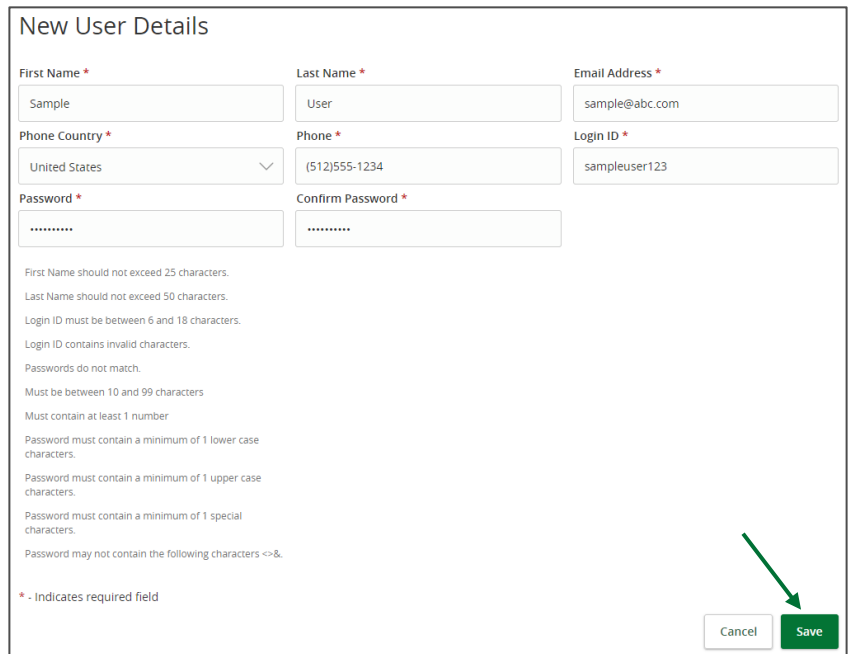 New User Details
First Name * Last Name * Email Address *
Sample User sample@abc.com
Phone Country * Phone * Login ID *
United States (512)555-1234 sampleuser123
Password * Confirm Password *
•••••••••• ••••••••••
First Name should not exceed 25 characters.
Last Name should not exceed 50 characters.
Login ID must be between 6 and 18 characters.
Login ID contains invalid characters.
Passwords do not match.
Must be between 10 and 99 characters
Must contain at least 1 number
Password must contain a minimum of 1 lower case
characters.
Password must contain a minimum of 1 upper case
characters.
Password must contain a minimum of 1 special
characters.
Password may not contain the following characters <>&.
* - Indicates required field
Cancel Save